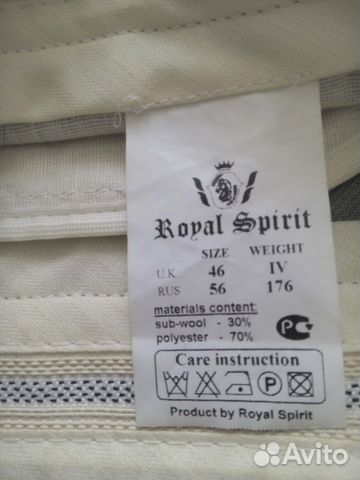 Royal Spirit
SIZE WEIGHT
UK 46 IV
RUS 56 176
materials content:
sub-wool - 30%
polyester - 70%
Care instruction
P
Product by Royal Spirit
Avito